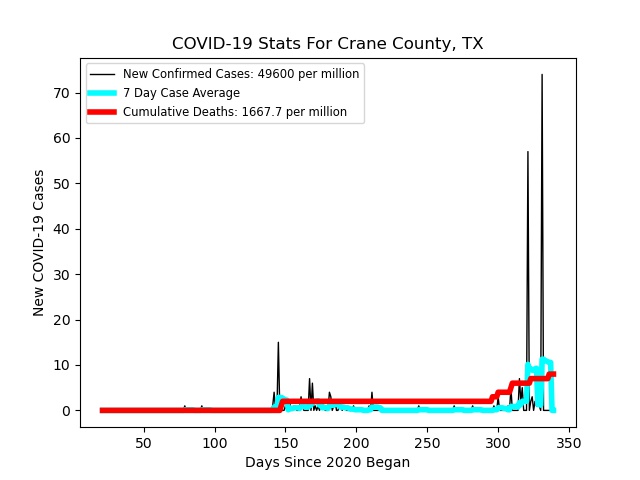 COVID-19 Stats For Crane County, TX
New Confirmed Cases: 49600 per million
7 Day Case Average
Cumulative Deaths: 1667.7 per million
New COVID-19 Cases
70
60
50
40
30
20
10
0
50
100
150
200
250
300
350
Days Since 2020 Began